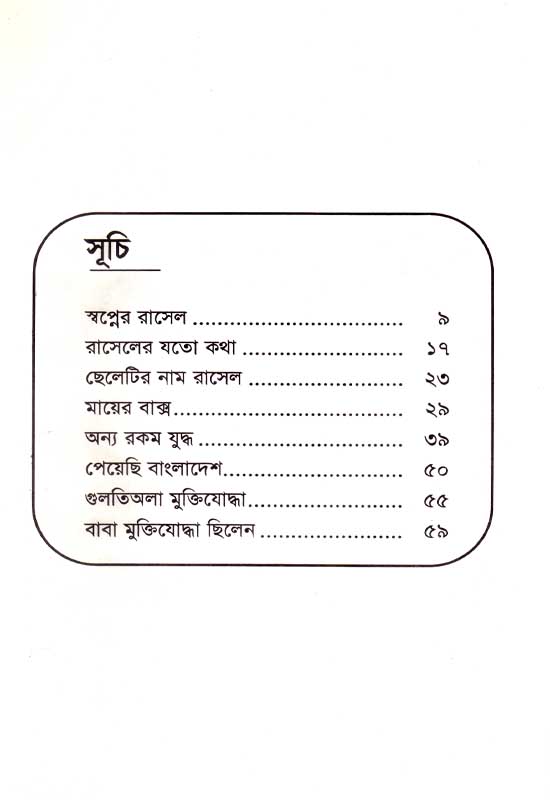 সূচি
স্বপ্নের রাসেল .................................. ৯
রাসেলের যতো কথা .......................... ১৭
ছেলেটির নাম রাসেল ......................... ২৩
মায়ের বাক্স..................................... ২৯
অন্য রকম যুদ্ধ ................................. ৩৯
পেয়েছি বাংলাদেশ............................. ৫০
গুলতিঅলা মুক্তিযোদ্ধা......................... ৫৫
বাবা মুক্তিযোদ্ধা ছিলেন ....................... ৫৯